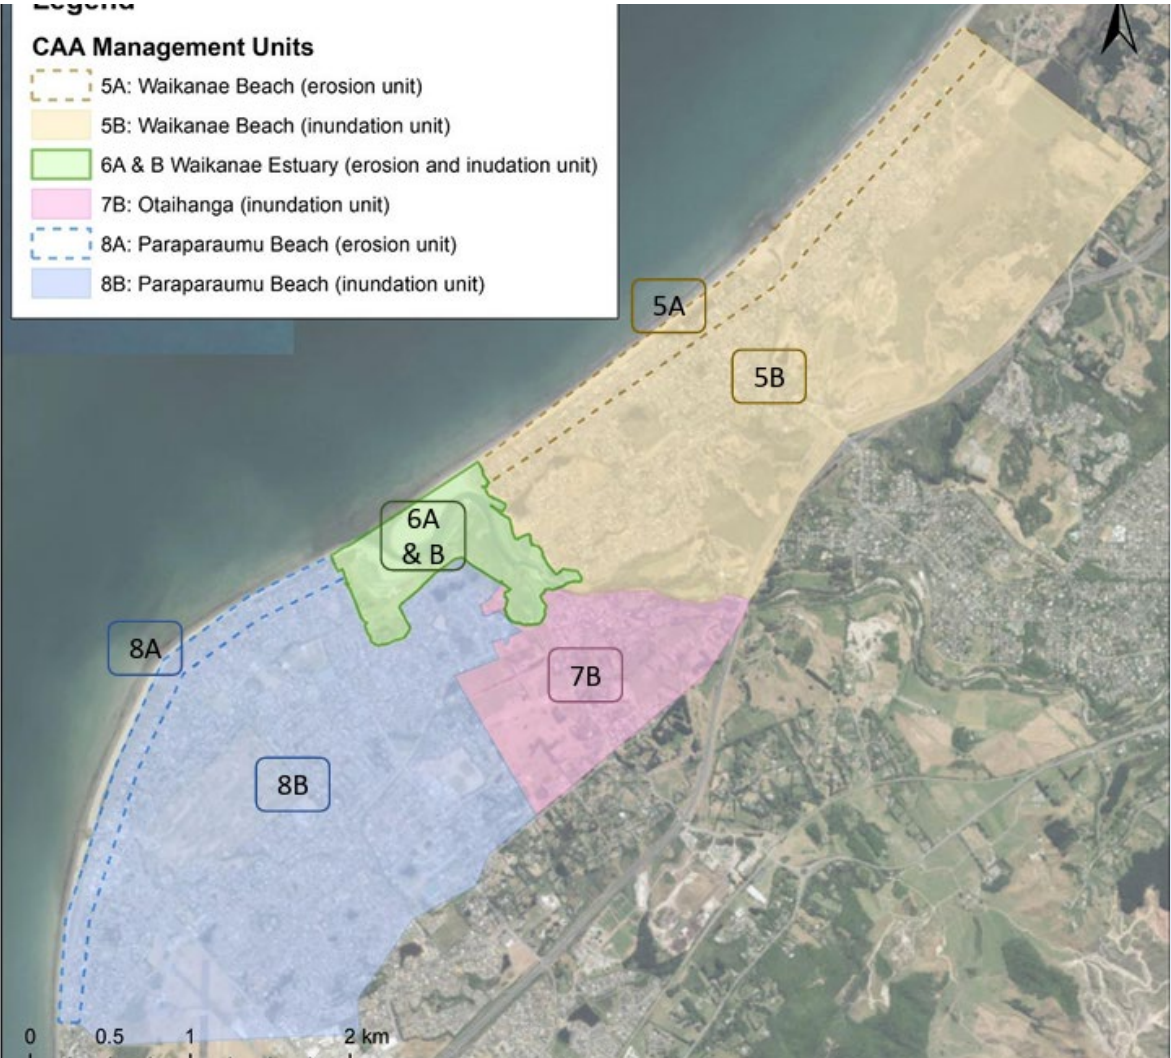 Legend
CAA Management Units
5A: Waikanae Beach (erosion unit)
5B: Waikanae Beach (inundation unit)
6A & B Waikanae Estuary (erosion and inudation unit)
7B: Otaihanga (inundation unit)
8A: Paraparaumu Beach (erosion unit)
8B: Paraparaumu Beach (inundation unit)
5A
5B
6A
& B
8A
7B
8B
0 0.5 1 2 km